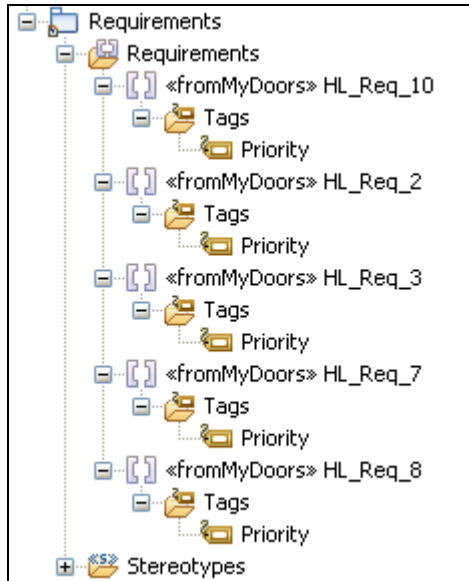 Requirements
Requirements
«fromMyDoors» HL_Req_10
Tags
Priority
«fromMyDoors» HL_Req_2
Tags
Priority
«fromMyDoors» HL_Req_3
Tags
Priority
«fromMyDoors» HL_Req_7
Tags
Priority
«fromMyDoors» HL_Req_8
Tags
Priority
«S» Stereotypes